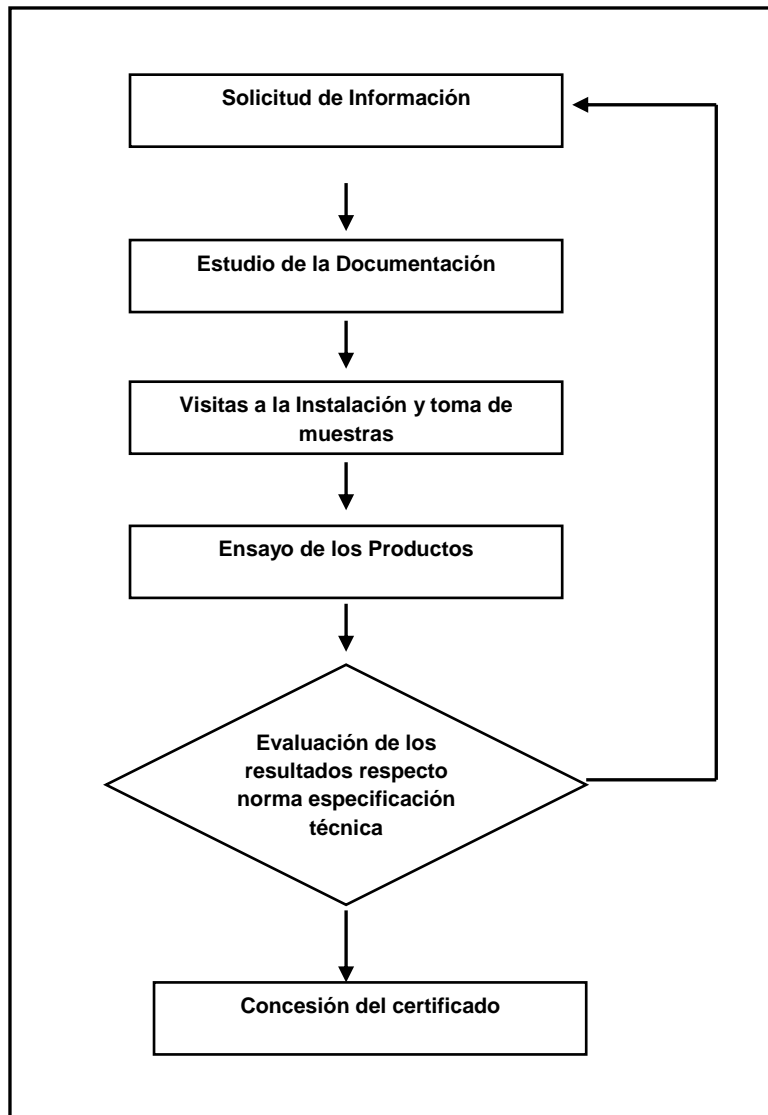 Solicitud de Información
Estudio de la Documentación
Visitas a la Instalación y toma de
muestras
Ensayo de los Productos
Evaluación de los
resultados respecto
norma especificación
técnica
Concesión del certificado